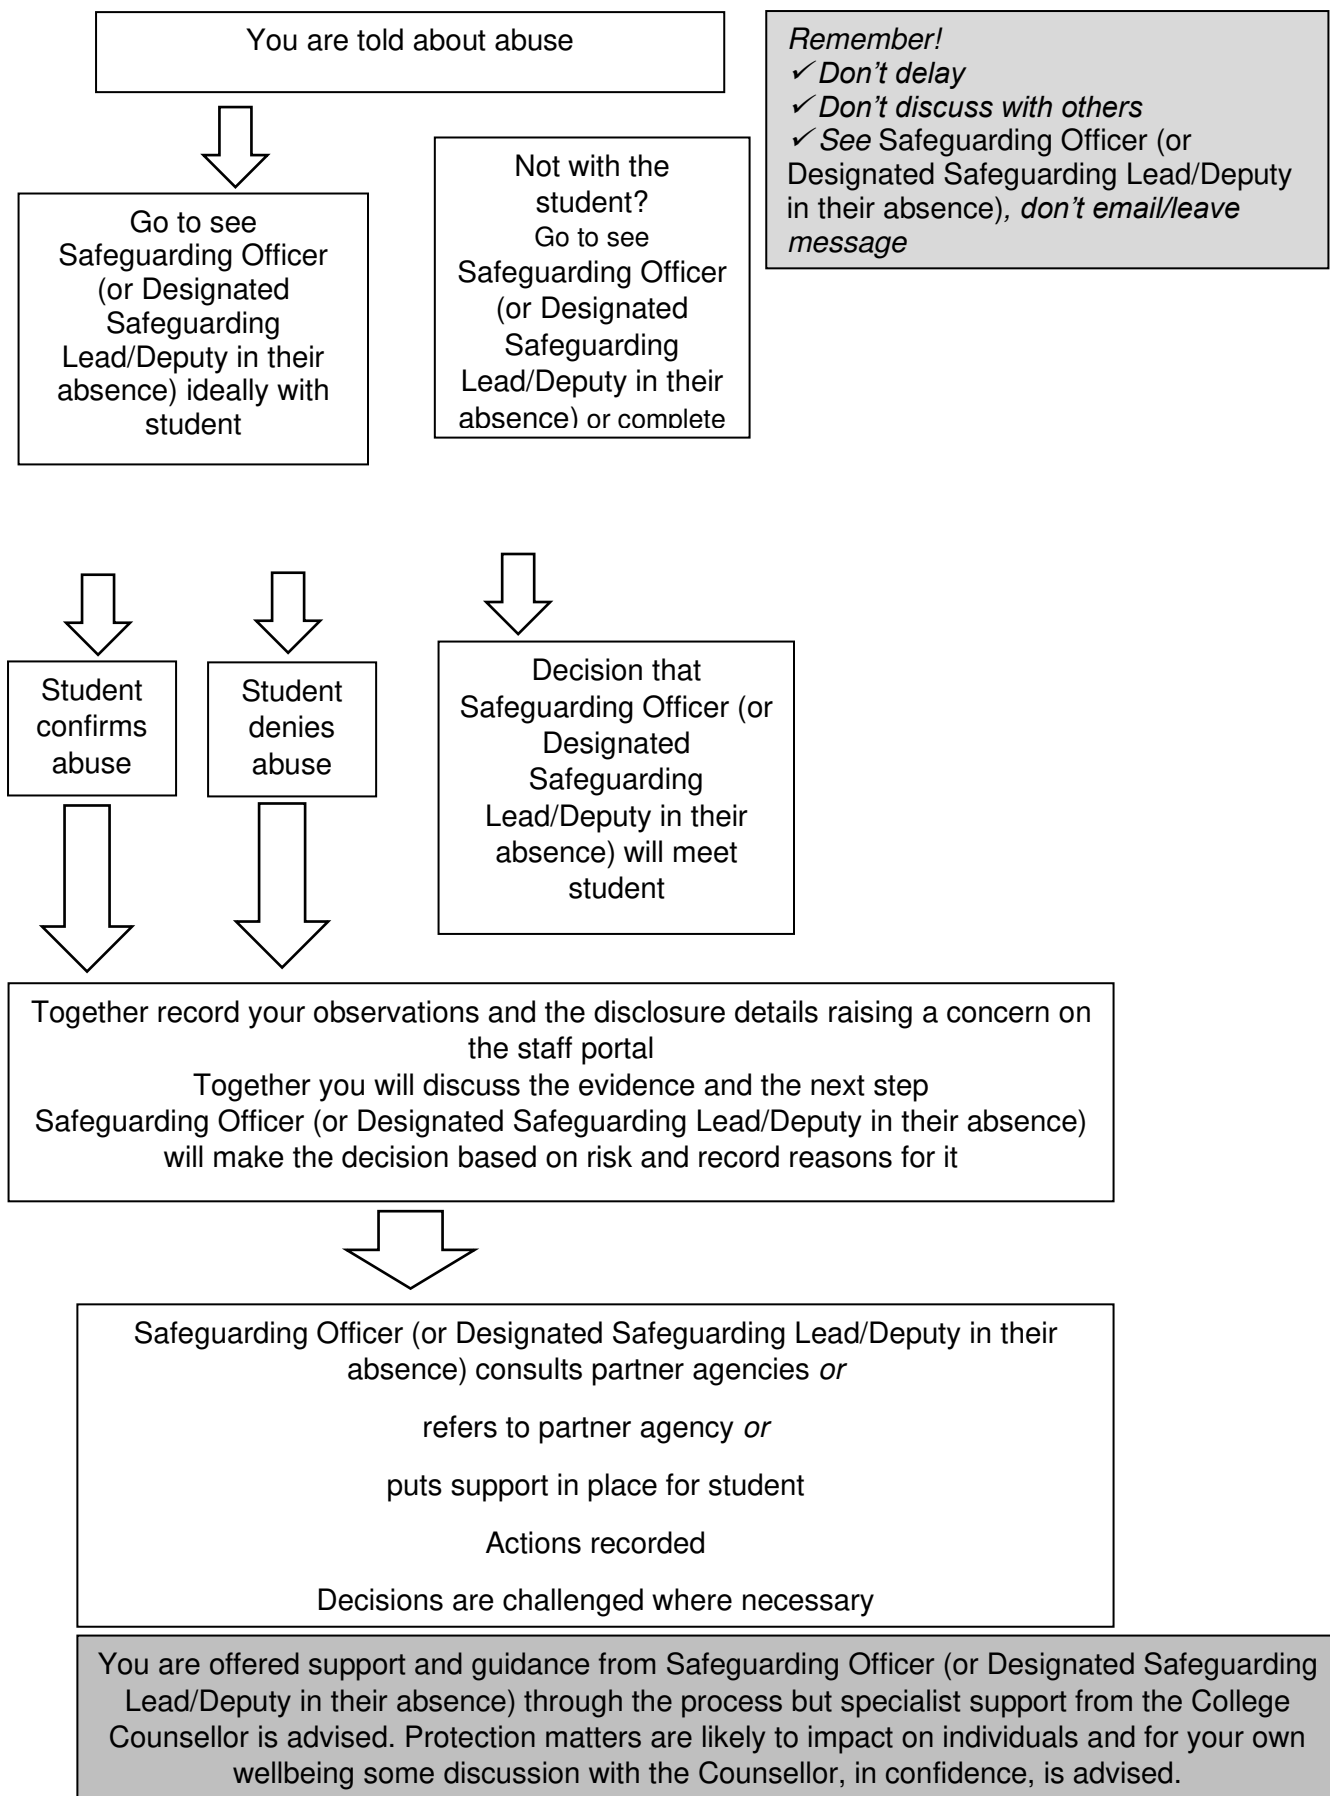 You are told about abuse
Remember!
✓ Don't delay
✓ Don't discuss with others
✓ See Safeguarding Officer (or
Designated Safeguarding Lead/Deputy
in their absence), don't email/leave
message
Go to see
Safeguarding Officer
(or Designated
Safeguarding
Lead/Deputy in their
absence) ideally with
student
Not with the
student?
Go to see
Safeguarding Officer
(or Designated
Safeguarding
Lead/Deputy in their
absence) or complete
Student
confirms
abuse
Student
denies
abuse
Decision that
Safeguarding Officer (or
Designated
Safeguarding
Lead/Deputy in their
absence) will meet
student
Together record your observations and the disclosure details raising a concern on
the staff portal
Together you will discuss the evidence and the next step
Safeguarding Officer (or Designated Safeguarding Lead/Deputy in their absence)
will make the decision based on risk and record reasons for it
Safeguarding Officer (or Designated Safeguarding Lead/Deputy in their
absence) consults partner agencies or
refers to partner agency or
puts support in place for student
Actions recorded
Decisions are challenged where necessary
You are offered support and guidance from Safeguarding Officer (or Designated Safeguarding
Lead/Deputy in their absence) through the process but specialist support from the College
Counsellor is advised. Protection matters are likely to impact on individuals and for your own
wellbeing some discussion with the Counsellor, in confidence, is advised.